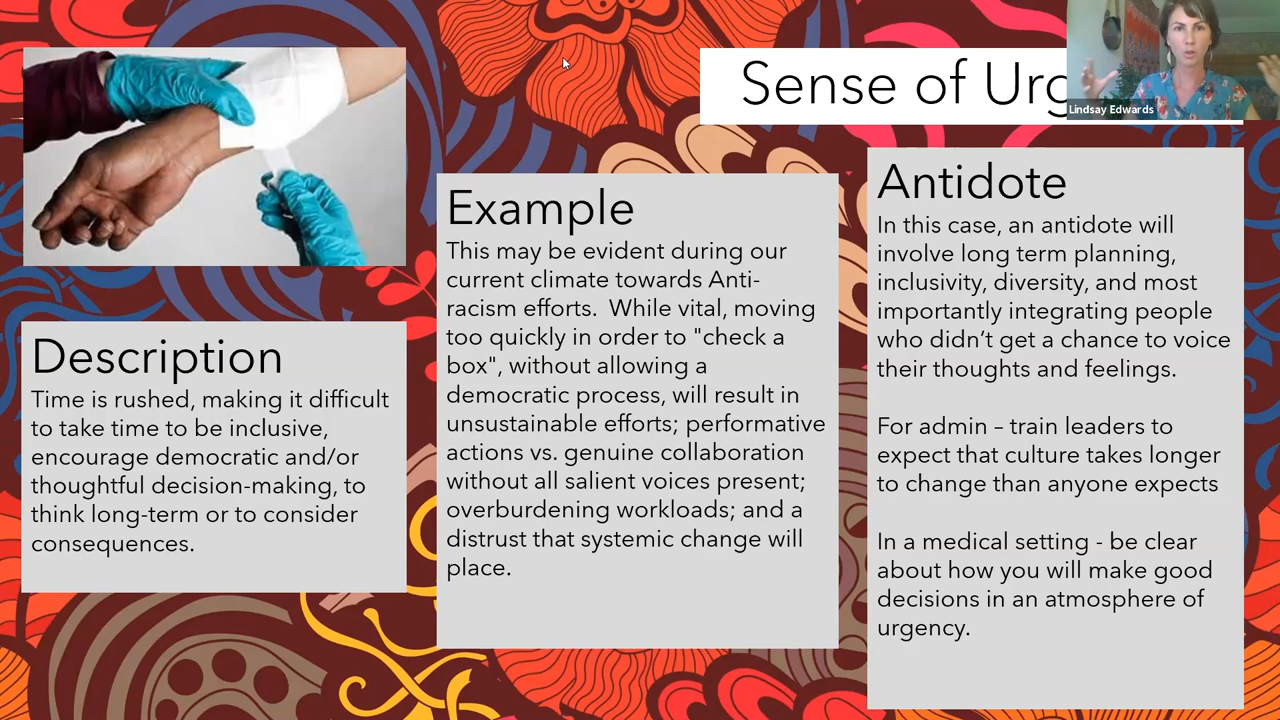 Sense of Urg
Lindsay Edwards
Description
Time is rushed, making it difficult
to take time to be inclusive,
encourage democratic and/or
thoughtful decision-making, to
think long-term or to consider
consequences.
Example
This may be evident during our
current climate towards Anti-
racism efforts.  While vital, moving
too quickly in order to "check a
box", without allowing a
democratic process, will result in
unsustainable efforts; performative
actions vs. genuine collaboration
without all salient voices present;
overburdening workloads; and a
distrust that systemic change will
place.
Antidote
In this case, an antidote will
involve long term planning,
inclusivity, diversity, and most
importantly integrating people
who didn’t get a chance to voice
their thoughts and feelings.
For admin – train leaders to
expect that culture takes longer
to change than anyone expects
In a medical setting - be clear
about how you will make good
decisions in an atmosphere of
urgency.